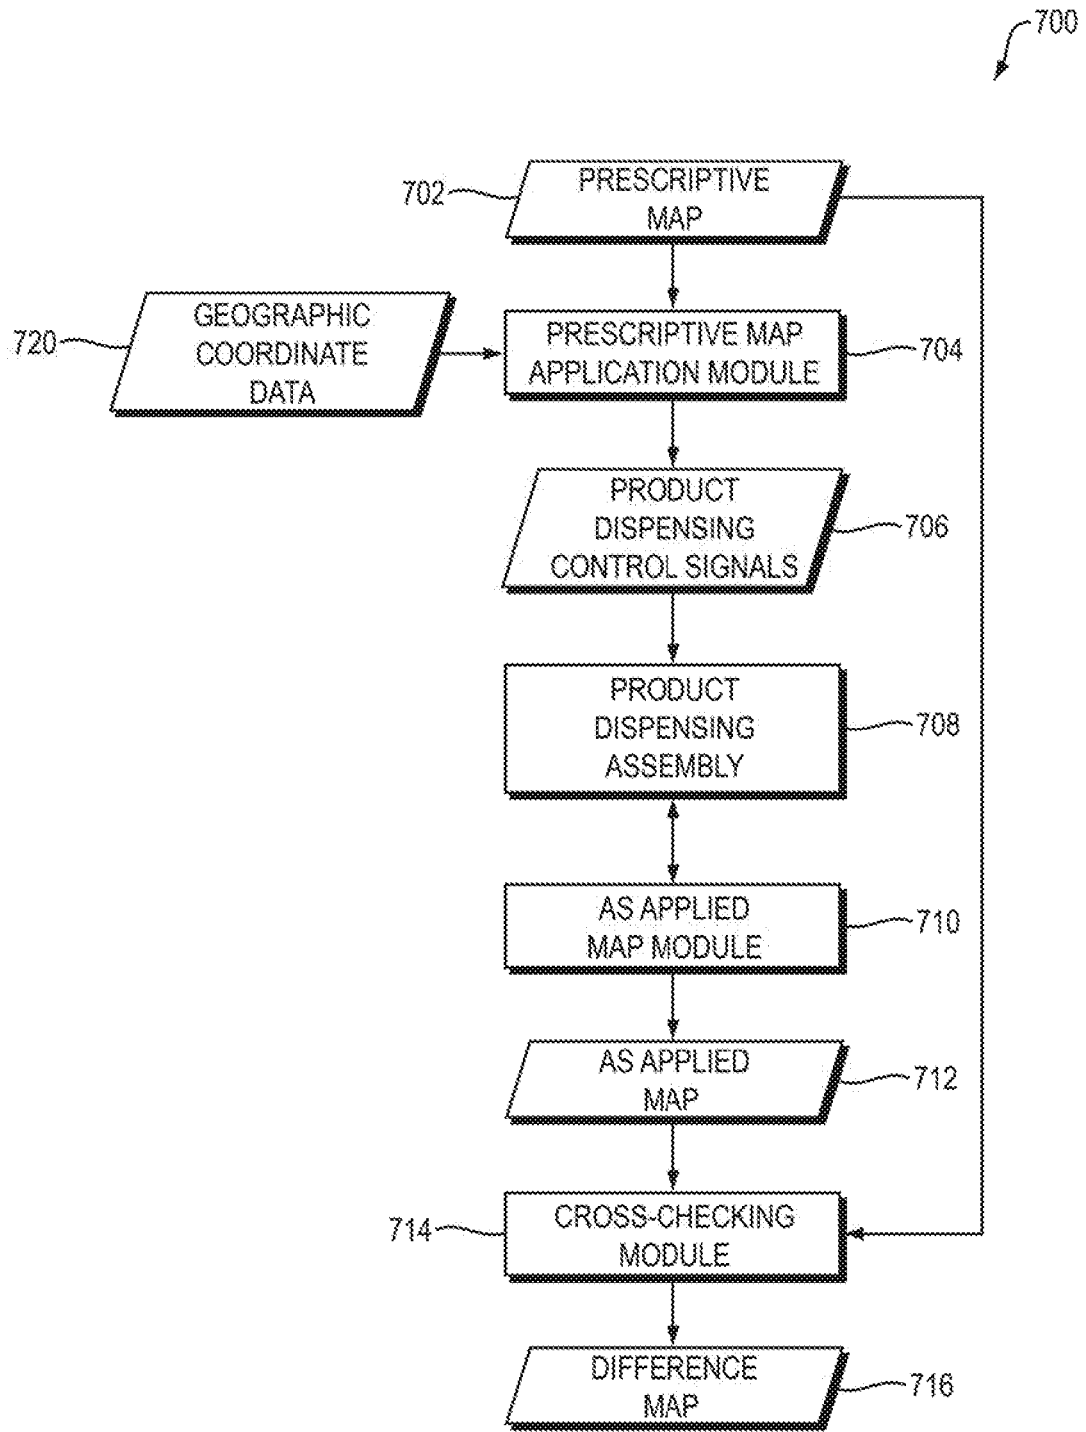 700
702
PRESCRIPTIVE
MAP
720
GEOGRAPHIC
COORDINATE
DATA
PRESCRIPTIVE MAP
APPLICATION MODULE
704
PRODUCT
DISPENSING
CONTROL SIGNALS
706
PRODUCT
DISPENSING
ASSEMBLY
708
AS APPLIED
MAP MODULE
710
AS APPLIED
MAP
712
714
CROSS-CHECKING
MODULE
DIFFERENCE
MAP
716